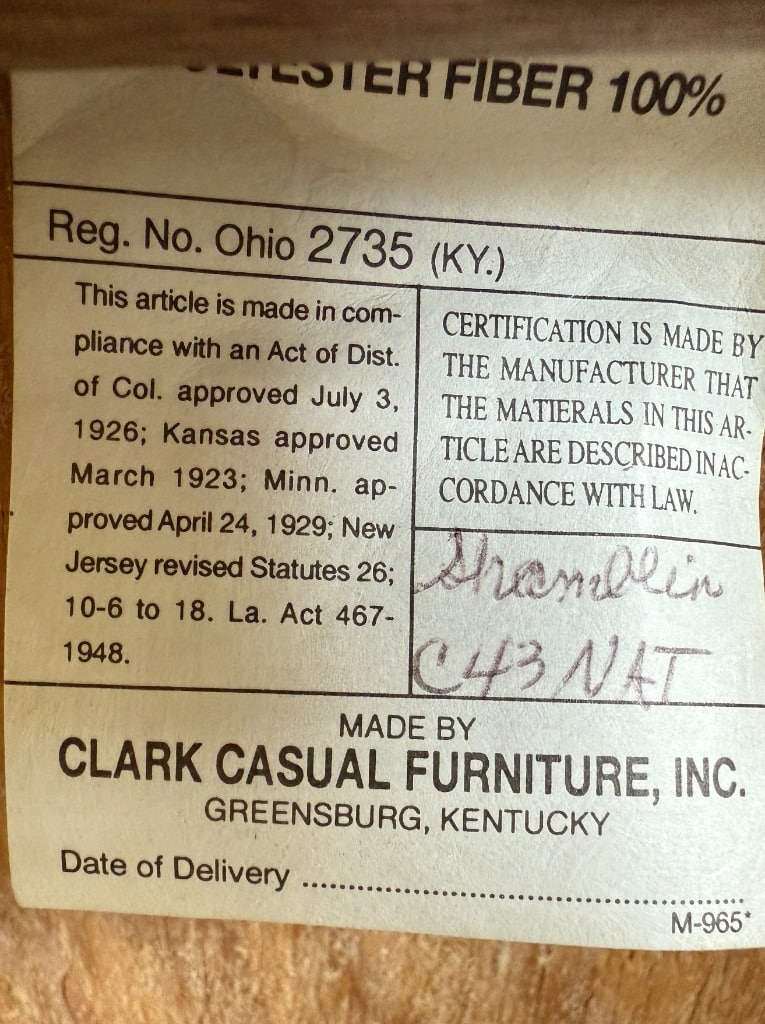 POLYESTER FIBER 100%
Reg. No. Ohio 2735 (KY.)
This article is made in com-
pliance with an Act of Dist.
of Col. approved July 3,
1926; Kansas approved
March 1923; Minn. ap-
proved April 24, 1929; New
Jersey revised Statutes 26;
10-6 to 18. La. Act 467-
1948.
CERTIFICATION IS MADE BY
THE MANUFACTURER THAT
THE MATIERALS IN THIS AR-
TICLE ARE DESCRIBED IN AC-
CORDANCE WITH LAW.
Shamblin
C43 NAT
MADE BY
CLARK CASUAL FURNITURE, INC.
GREENSBURG, KENTUCKY
Date of Delivery ........................................
M-965*